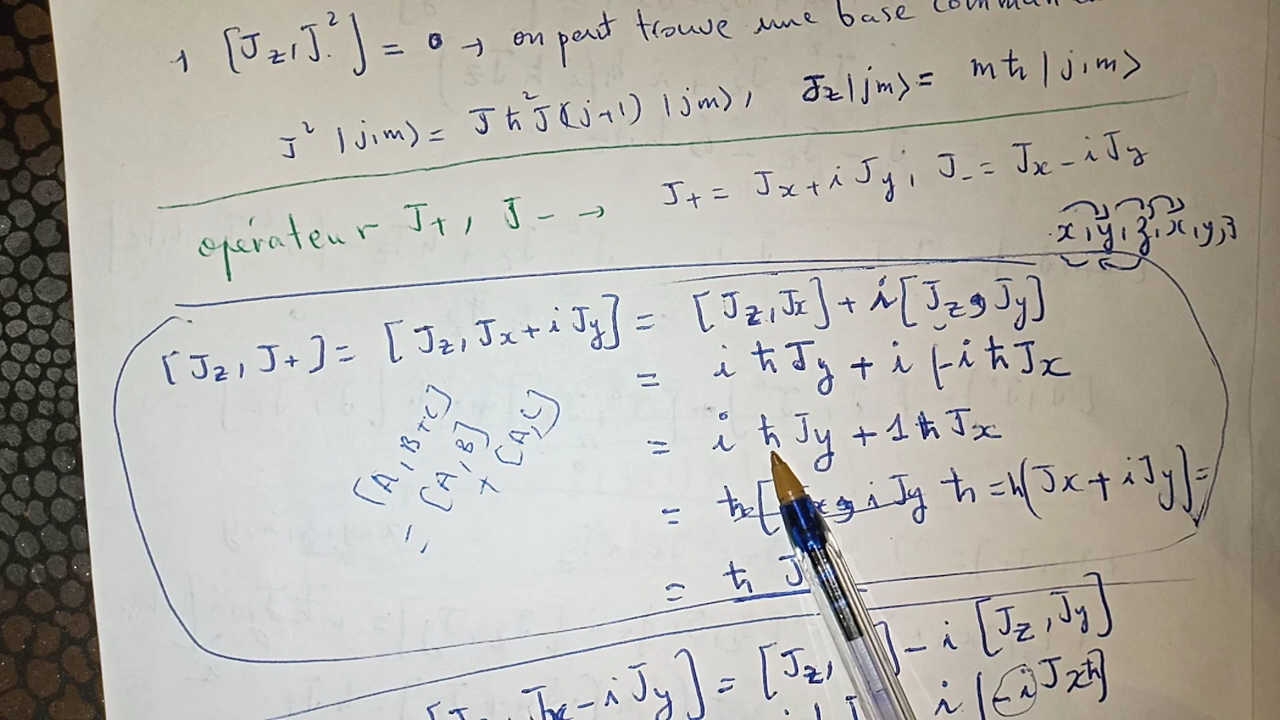 1 [Jz, J²] = 0 → on peut trouve une base
J² |j,m⟩ = J ħ² J(j+1) |jm⟩, Jz|jm⟩ = mħ |j,m⟩
opérateur J+, J- → J+ = Jx + i Jy, J- = Jx - i Jy
x, y, z, x, y, z
[Jz, J+] = [Jz, Jx + i Jy] = [Jz, Jx] + i [Jz, Jy]
= i ħ Jy + i (-i ħ Jx
= i ħ Jy + 1 ħ Jx
(A, B+C)
= (A, B] + (A, C)
= ħ [ i Jy ħ = ħ(Jx + i Jy) =
= ħ J
Jx - i Jy] = [Jz, ] - i [Jz, Jy]
i (-i Jx ħ)